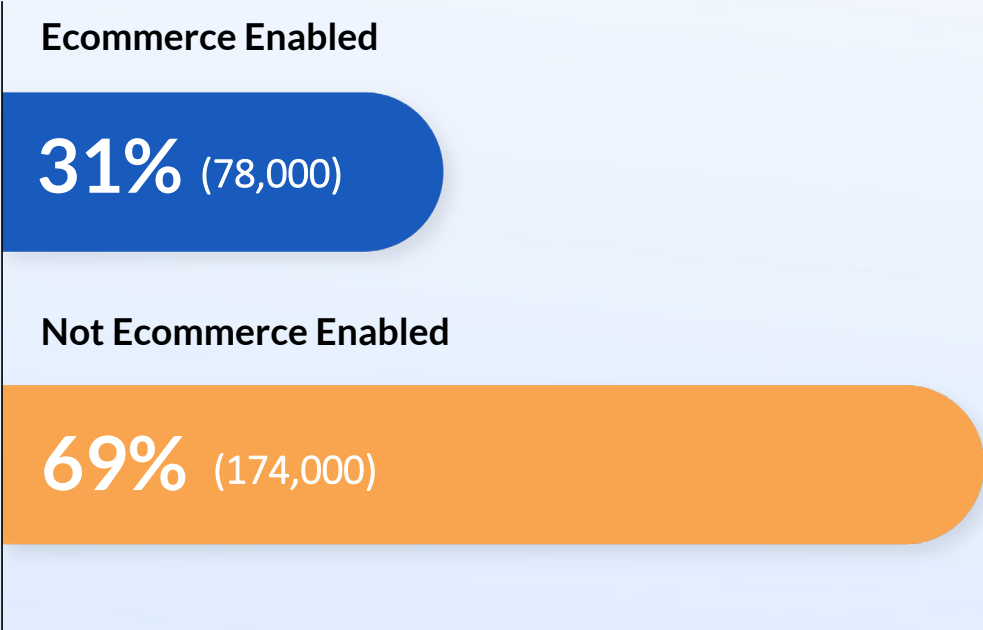 Ecommerce Enabled
31% (78,000)
Not Ecommerce Enabled
69% (174,000)